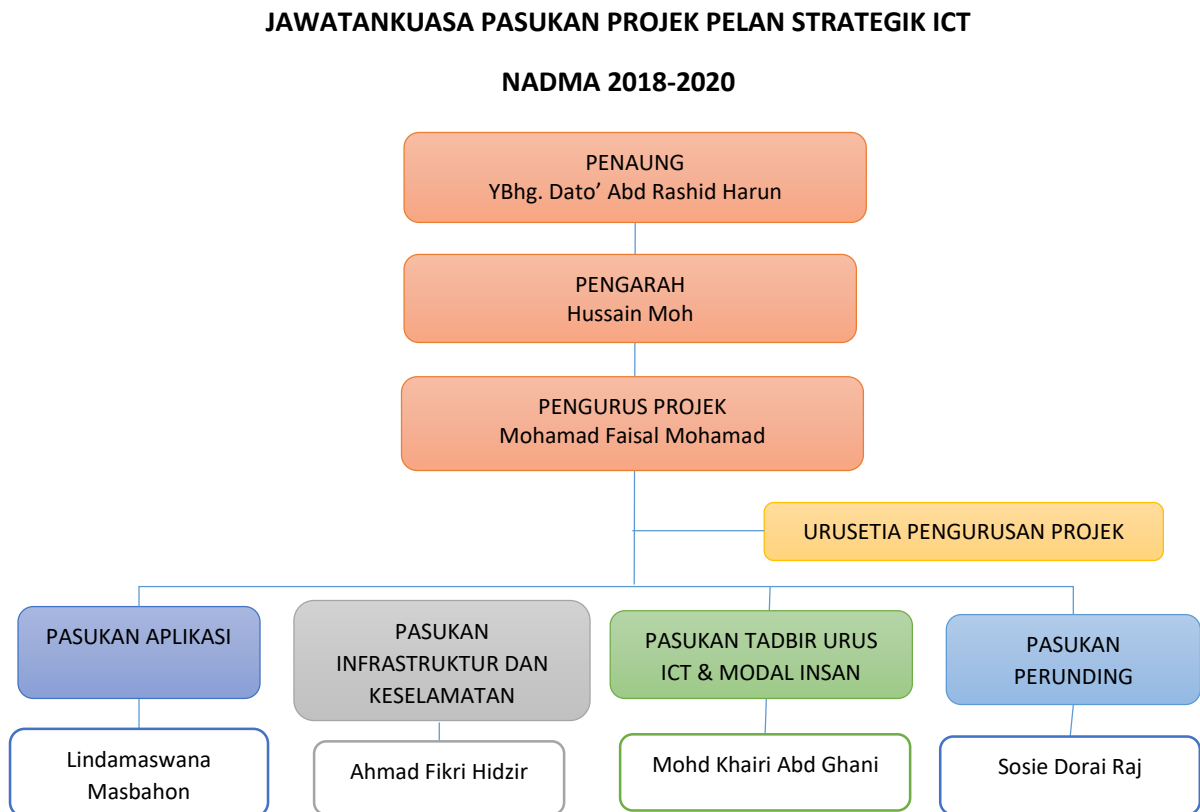 JAWATANKUASA PASUKAN PROJEK PELAN STRATEGIK ICT
NADMA 2018-2020
PENAUNG
YBhg. Dato’ Abd Rashid Harun
PENGARAH
Hussain Moh
PENGURUS PROJEK
Mohamad Faisal Mohamad
URUSETIA PENGURUSAN PROJEK
PASUKAN APLIKASI
PASUKAN
INFRASTRUKTUR DAN
KESELAMATAN
PASUKAN TADBIR URUS
ICT & MODAL INSAN
PASUKAN
PERUNDING
Lindamaswana
Masbahon
Ahmad Fikri Hidzir
Mohd Khairi Abd Ghani
Sosie Dorai Raj